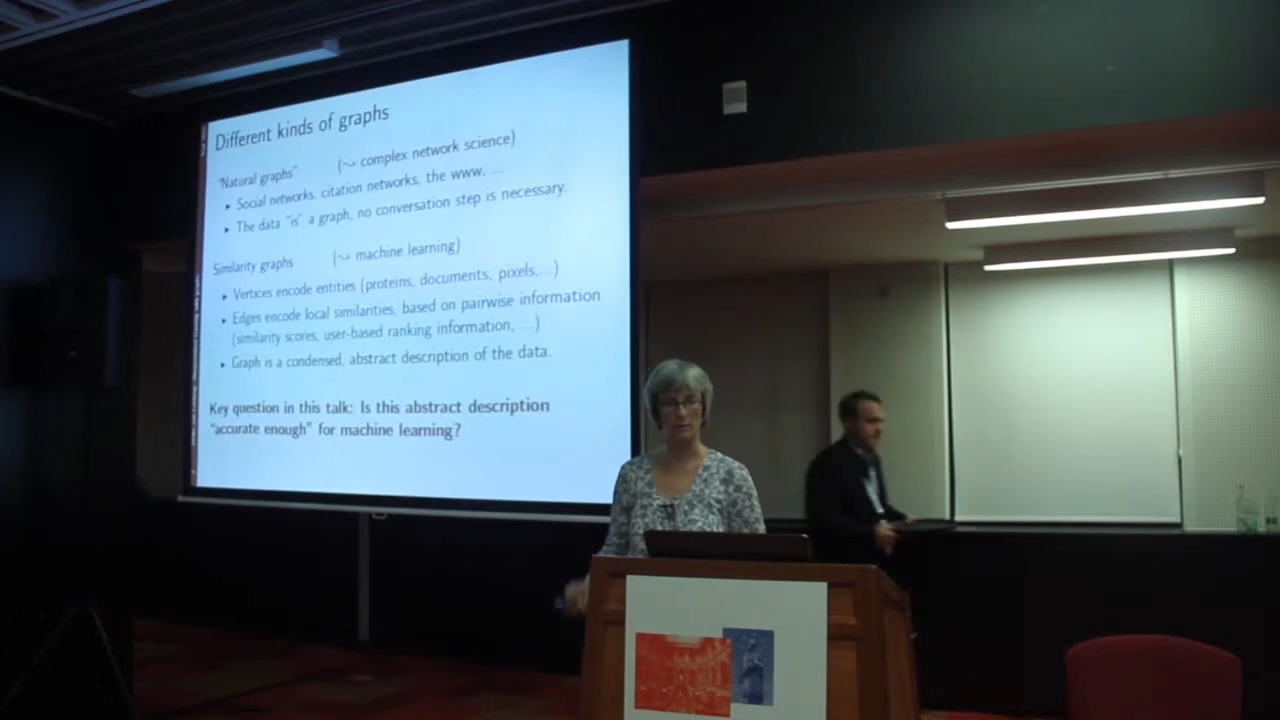 Different kinds of graphs
"Natural graphs" (⤳ complex network science)
▸ Social networks, citation networks, the www. ...
▸ The data "is" a graph, no conversation step is necessary.
Similarity graphs (⤳ machine learning)
▸ Vertices encode entities (proteins, documents, pixels,...)
▸ Edges encode local similarities, based on pairwise information
(similarity scores, user-based ranking information, ...)
▸ Graph is a condensed, abstract description of the data.
Key question in this talk: Is this abstract description
"accurate enough" for machine learning?